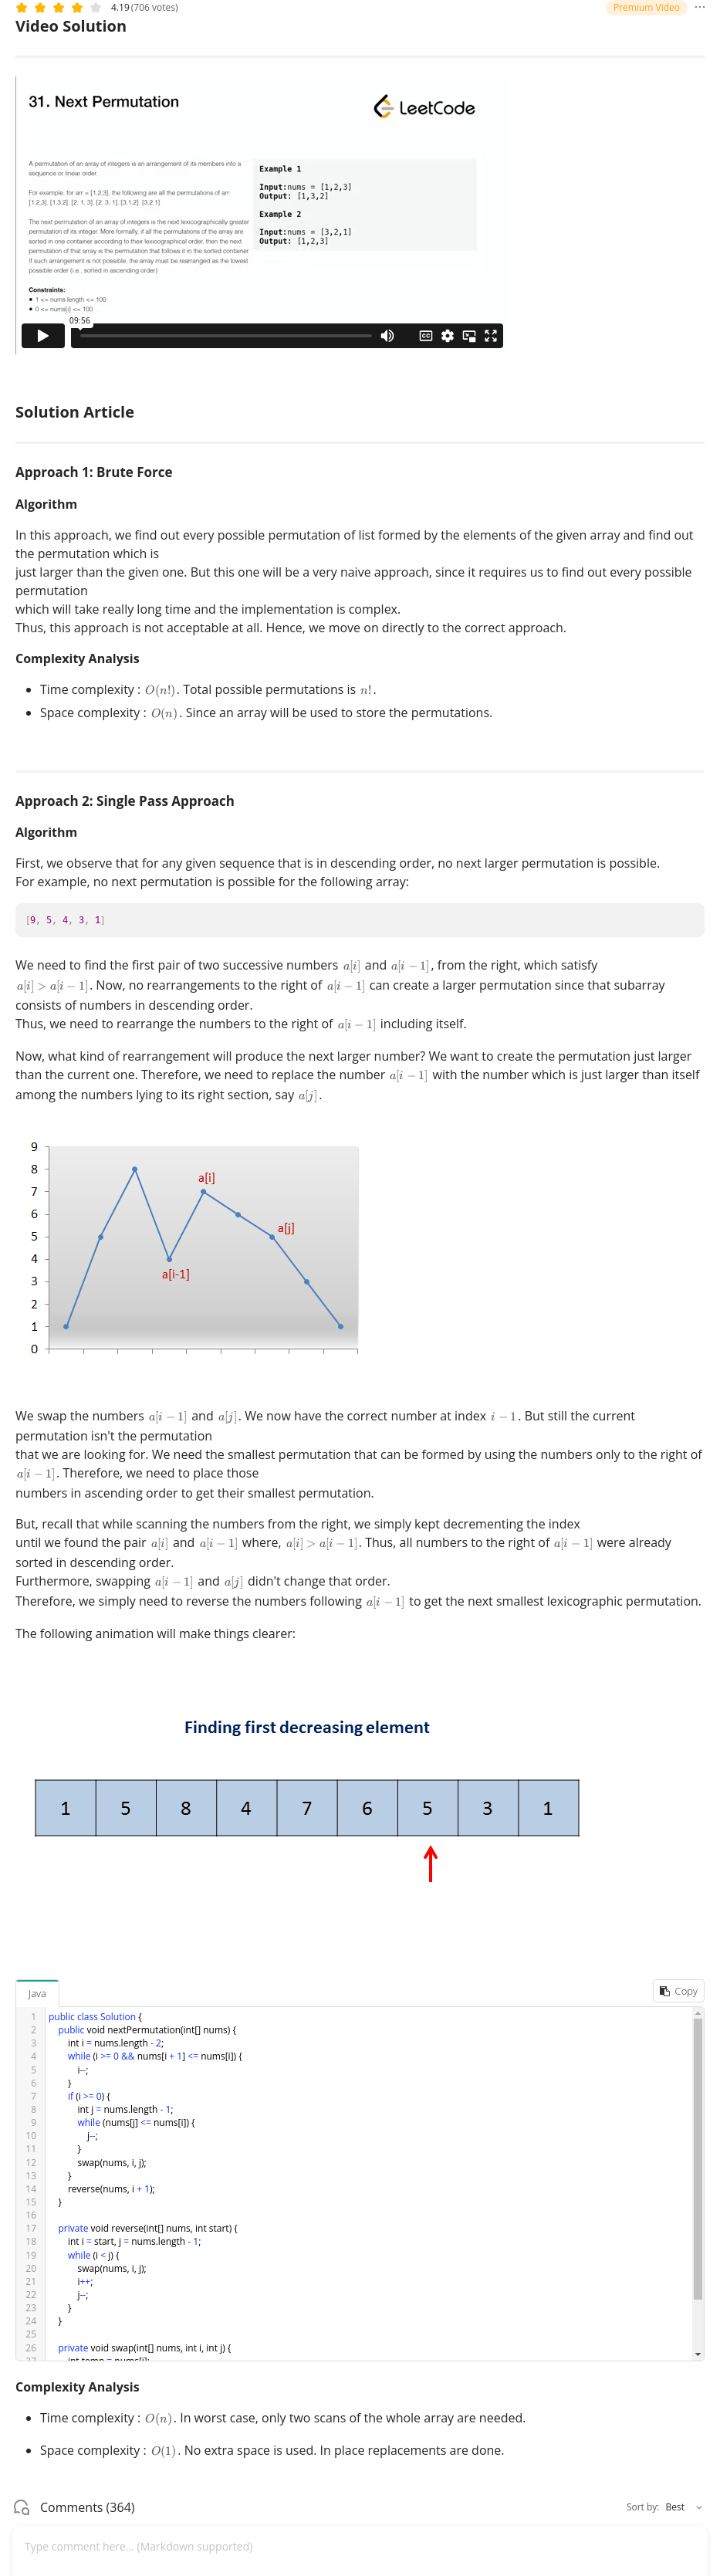 4.19 (706 votes)
Premium Video
Video Solution
31. Next Permutation
LeetCode
A permutation of an array of integers is an arrangement of its members into a
sequence or linear order.
For example, for arr = [1,2,3], the following are all the permutations of arr:
[1,2,3], [1,3,2], [2, 1, 3], [2, 3, 1], [3,1,2], [3,2,1]
The next permutation of an array of integers is the next lexicographically greater
permutation of its integer. More formally, if all the permutations of the array are
sorted in one container according to their lexicographical order, then the next
permutation of that array is the permutation that follows it in the sorted container.
If such arrangement is not possible, the array must be rearranged as the lowest
possible order (i.e., sorted in ascending order)
Constraints:
• 1 <= nums.length <= 100
• 0 <= nums[i] <= 100
Example 1
Input:nums = [1,2,3]
Output: [1,3,2]
Example 2
Input:nums = [3,2,1]
Output: [1,2,3]
09:56
CC
Solution Article
Approach 1: Brute Force
Algorithm
In this approach, we find out every possible permutation of list formed by the elements of the given array and find out
the permutation which is
just larger than the given one. But this one will be a very naive approach, since it requires us to find out every possible
permutation
which will take really long time and the implementation is complex.
Thus, this approach is not acceptable at all. Hence, we move on directly to the correct approach.
Complexity Analysis
• Time complexity : O(n!). Total possible permutations is n!.
• Space complexity : O(n). Since an array will be used to store the permutations.
Approach 2: Single Pass Approach
Algorithm
First, we observe that for any given sequence that is in descending order, no next larger permutation is possible.
For example, no next permutation is possible for the following array:
[9, 5, 4, 3, 1]
We need to find the first pair of two successive numbers a[i] and a[i − 1], from the right, which satisfy
a[i] > a[i − 1]. Now, no rearrangements to the right of a[i − 1] can create a larger permutation since that subarray
consists of numbers in descending order.
Thus, we need to rearrange the numbers to the right of a[i − 1] including itself.
Now, what kind of rearrangement will produce the next larger number? We want to create the permutation just larger
than the current one. Therefore, we need to replace the number a[i − 1] with the number which is just larger than itself
among the numbers lying to its right section, say a[j].
9
8
7
6
5
4
3
2
1
0
a[i]
a[j]
a[i-1]
We swap the numbers a[i − 1] and a[j]. We now have the correct number at index i − 1. But still the current
permutation isn't the permutation
that we are looking for. We need the smallest permutation that can be formed by using the numbers only to the right of
a[i − 1]. Therefore, we need to place those
numbers in ascending order to get their smallest permutation.
But, recall that while scanning the numbers from the right, we simply kept decrementing the index
until we found the pair a[i] and a[i − 1] where, a[i] > a[i − 1]. Thus, all numbers to the right of a[i − 1] were already
sorted in descending order.
Furthermore, swapping a[i − 1] and a[j] didn't change that order.
Therefore, we simply need to reverse the numbers following a[i − 1] to get the next smallest lexicographic permutation.
The following animation will make things clearer:
Finding first decreasing element
1 5 8 4 7 6 5 3 1
Java
Copy
1 public class Solution {
2 public void nextPermutation(int[] nums) {
3 int i = nums.length - 2;
4 while (i >= 0 && nums[i + 1] <= nums[i]) {
5 i--;
6 }
7 if (i >= 0) {
8 int j = nums.length - 1;
9 while (nums[j] <= nums[i]) {
10 j--;
11 }
12 swap(nums, i, j);
13 }
14 reverse(nums, i + 1);
15 }
16
17 private void reverse(int[] nums, int start) {
18 int i = start, j = nums.length - 1;
19 while (i < j) {
20 swap(nums, i, j);
21 i++;
22 j--;
23 }
24 }
25
26 private void swap(int[] nums, int i, int j) {
27 int temp = nums[i];
Complexity Analysis
• Time complexity : O(n). In worst case, only two scans of the whole array are needed.
• Space complexity : O(1). No extra space is used. In place replacements are done.
Comments (364)
Sort by: Best
Type comment here... (Markdown supported)